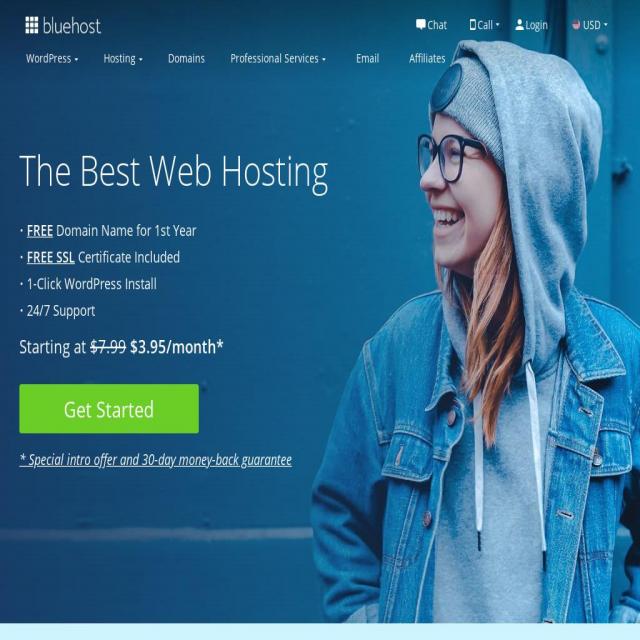 bluehost
Chat
Call
Login
USD
WordPress
Hosting
Domains
Professional Services
Email
Affiliates
The Best Web Hosting
· FREE Domain Name for 1st Year
· FREE SSL Certificate Included
· 1-Click WordPress Install
· 24/7 Support
Starting at $7.99 $3.95/month*
Get Started
* Special intro offer and 30-day money-back guarantee